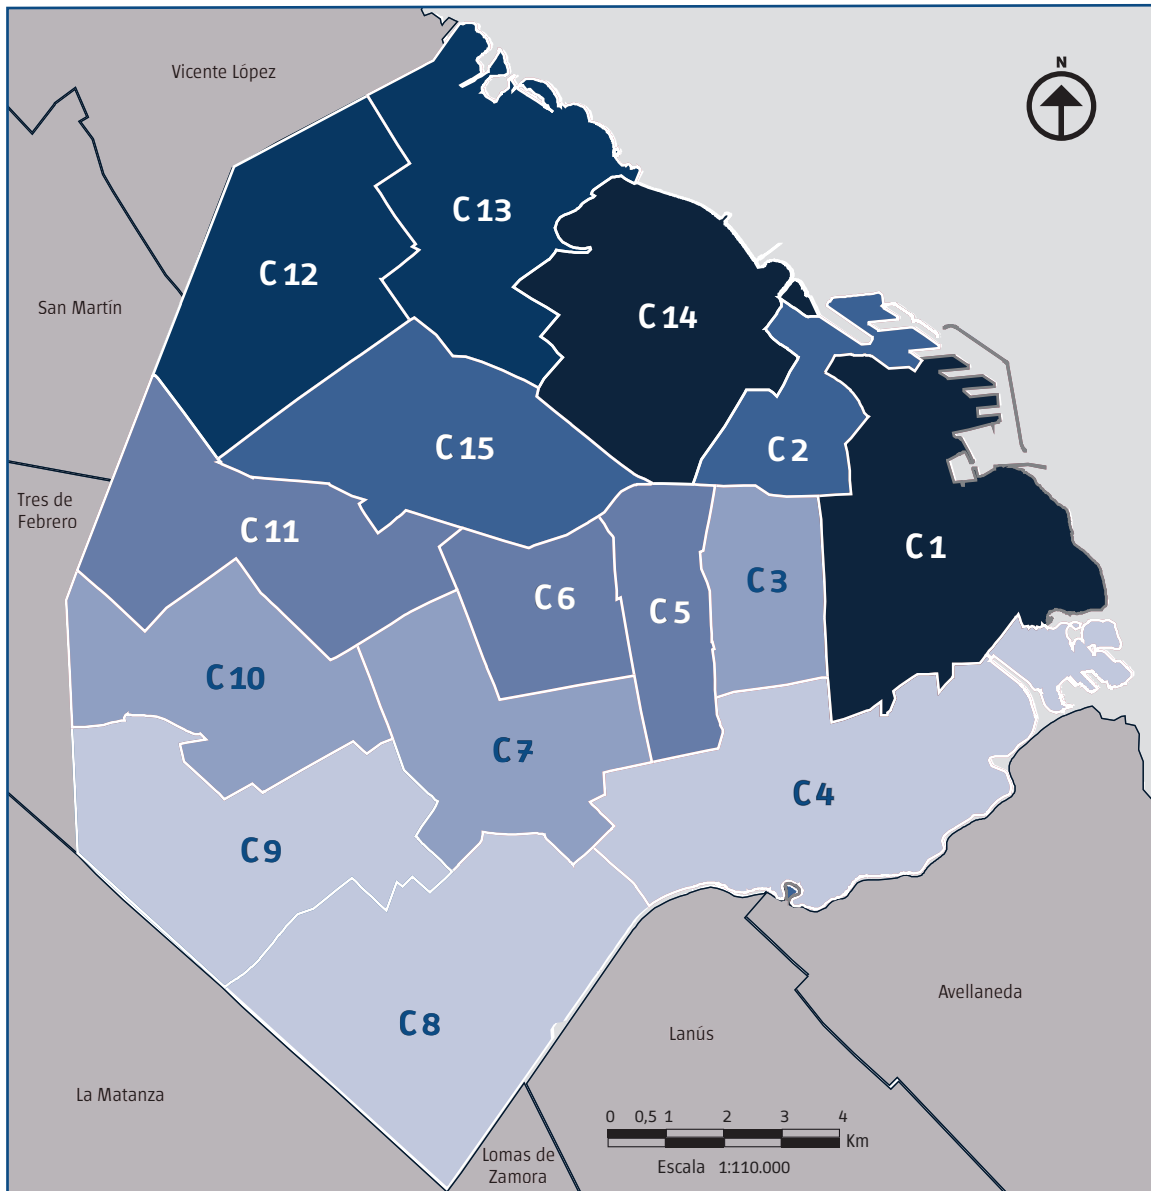 Vicente López
N
C 13
C 12
San Martín
C 14
C 15
C 2
Tres de
Febrero
C 11
C 1
C 3
C 6
C 5
C 10
C 7
C 4
C 9
Avellaneda
C 8
Lanús
La Matanza
0 0,5 1 2 3 4
Km
Lomas de
Zamora
Escala 1:110.000